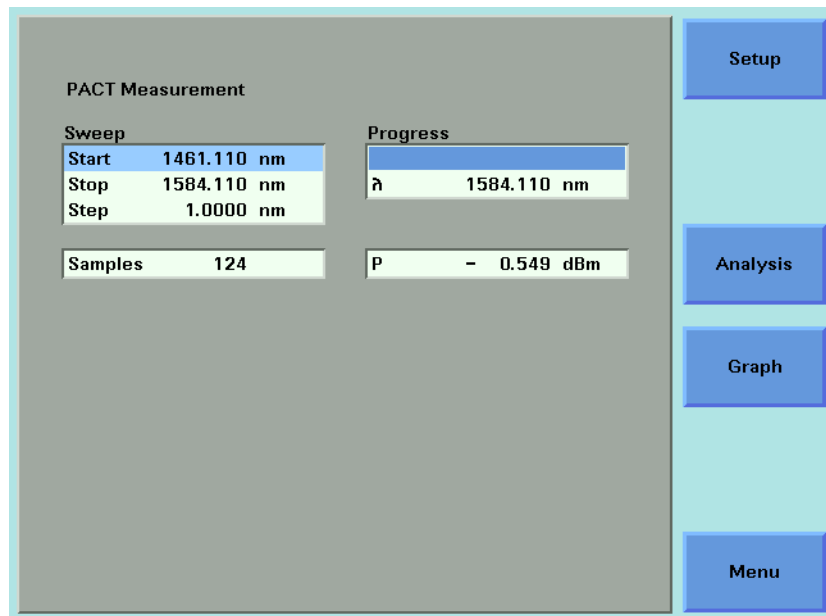 PACT Measurement
Sweep
Start 1461.110 nm
Stop 1584.110 nm
Step 1.0000 nm
Samples 124
Progress
λ 1584.110 nm
P - 0.549 dBm
Setup
Analysis
Graph
Menu